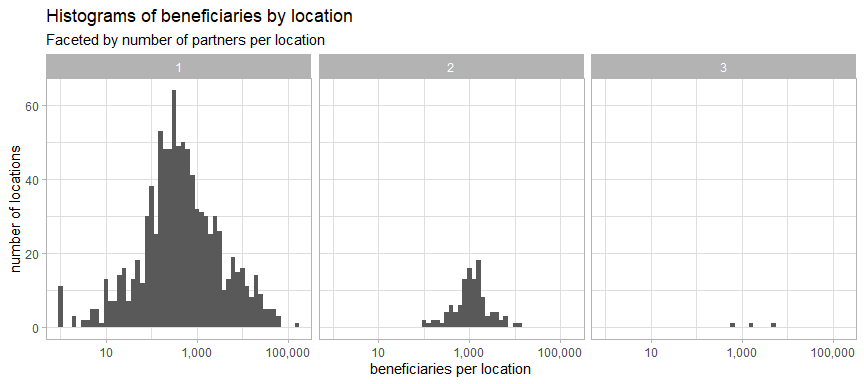 Histograms of beneficiaries by location
Faceted by number of partners per location
1 2 3
number of locations
60
40
20
0
10 1,000 100,000 10 1,000 100,000 10 1,000 100,000
beneficiaries per location